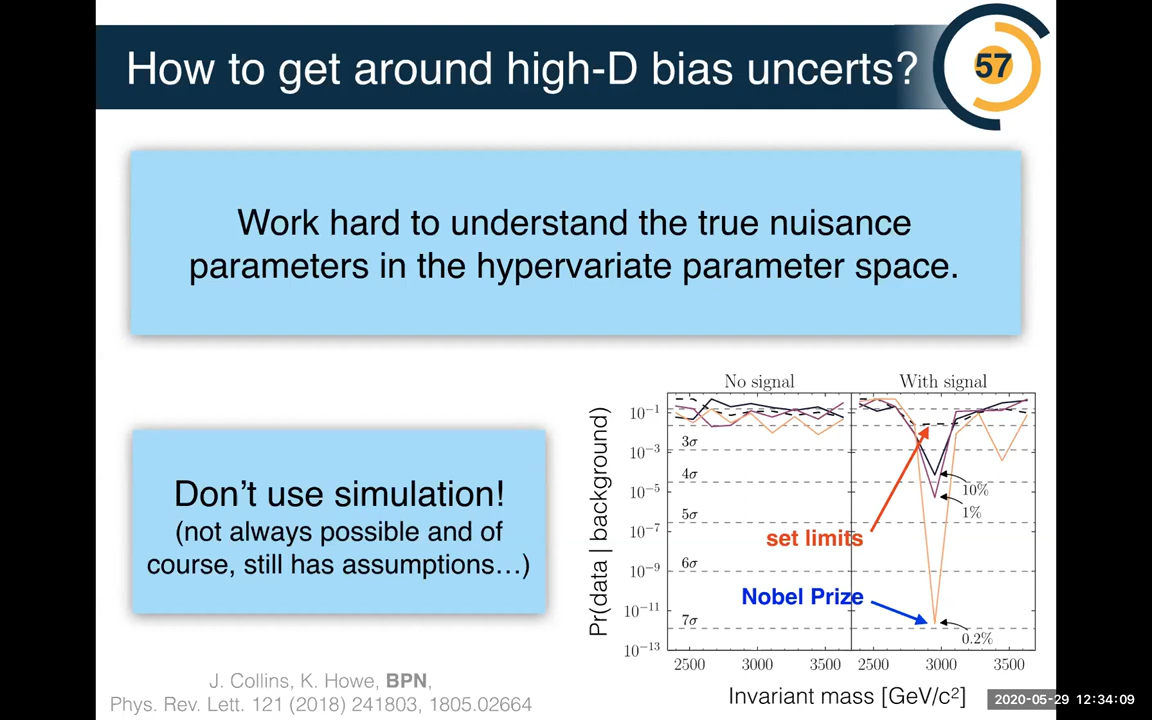 How to get around high-D bias uncerts?
57
Work hard to understand the true nuisance
parameters in the hypervariate parameter space.
Don't use simulation!
(not always possible and of
course, still has assumptions…)
No signal
With signal
Pr(data | background)
10⁻¹
10⁻³
10⁻⁵
10⁻⁷
10⁻⁹
10⁻¹¹
10⁻¹³
3σ
4σ
5σ
6σ
7σ
10%
1%
set limits
Nobel Prize
0.2%
2500 3000 3500 2500 3000 3500
Invariant mass [GeV/c²]
J. Collins, K. Howe, BPN,
Phys. Rev. Lett. 121 (2018) 241803, 1805.02664
2020-05-29 12:34:09